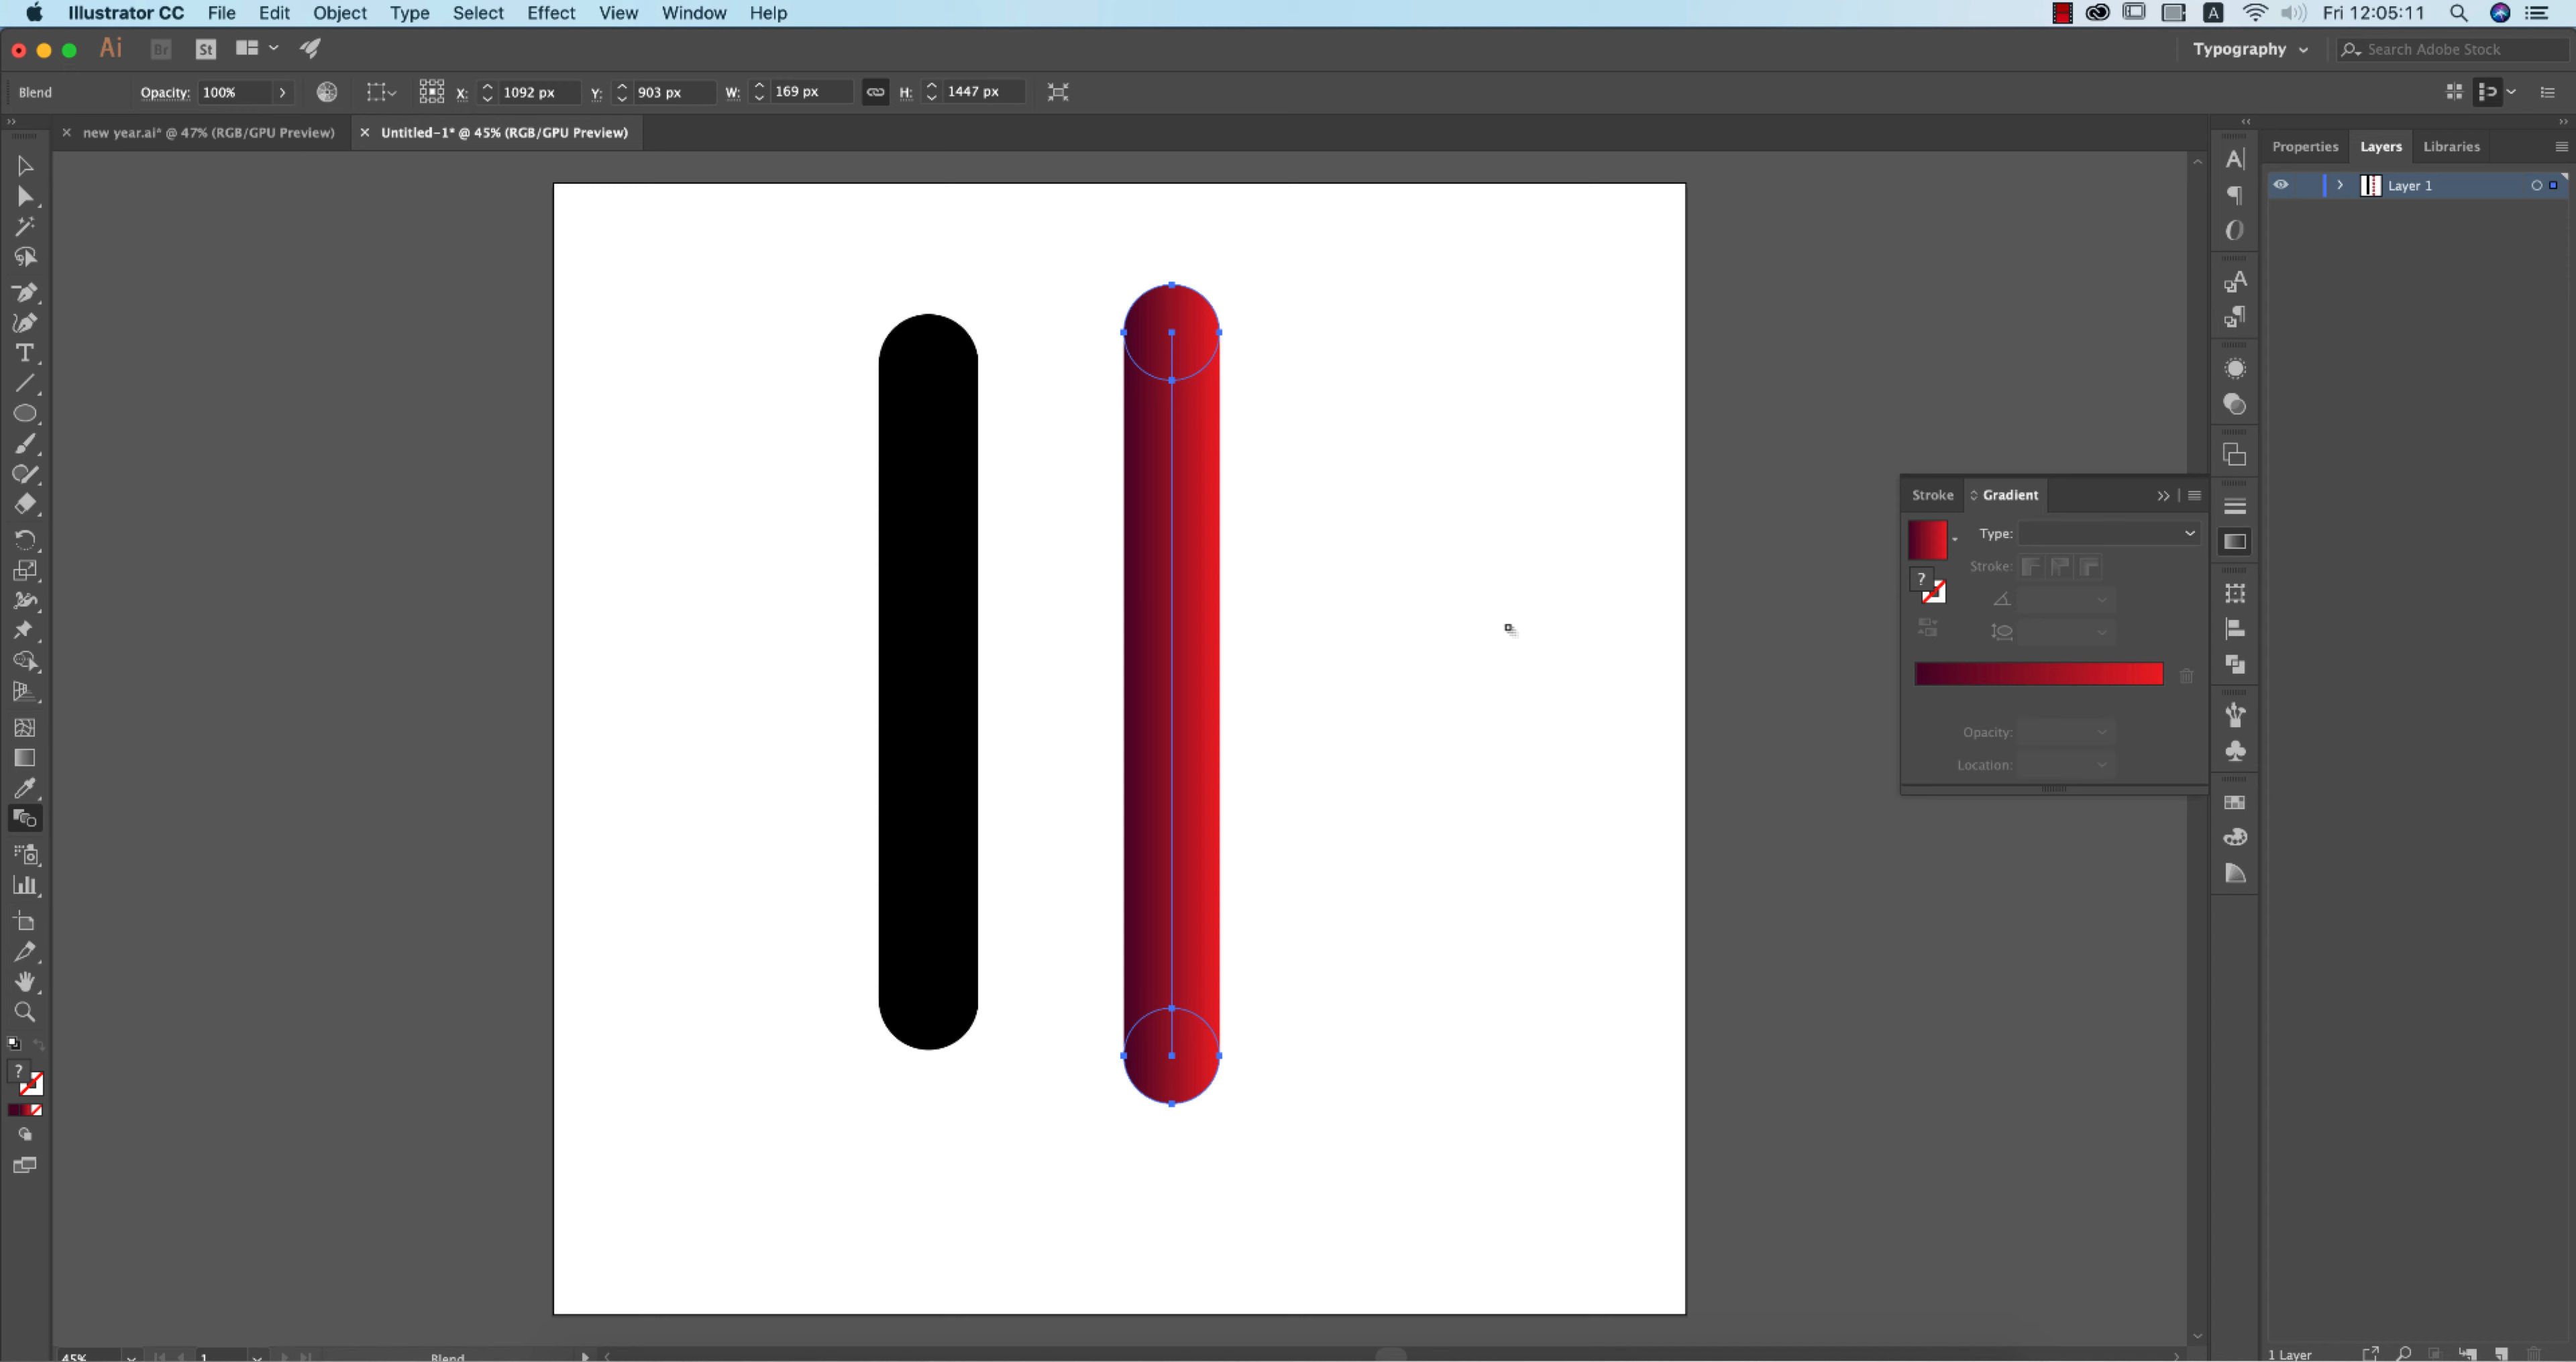 Illustrator CC File Edit Object Type Select Effect View Window Help A Fri 12:05:11
Ai Br St Typography Search Adobe Stock
Blend Opacity: 100% X: 1092 px Y: 903 px W: 169 px H: 1447 px
new year.ai* @ 47% (RGB/GPU Preview) Untitled-1* @ 45% (RGB/GPU Preview)
Properties Layers Libraries
Layer 1
Stroke Gradient
Type:
Stroke:
?
Opacity:
Location:
?
45% 1 Blend 1 Layer